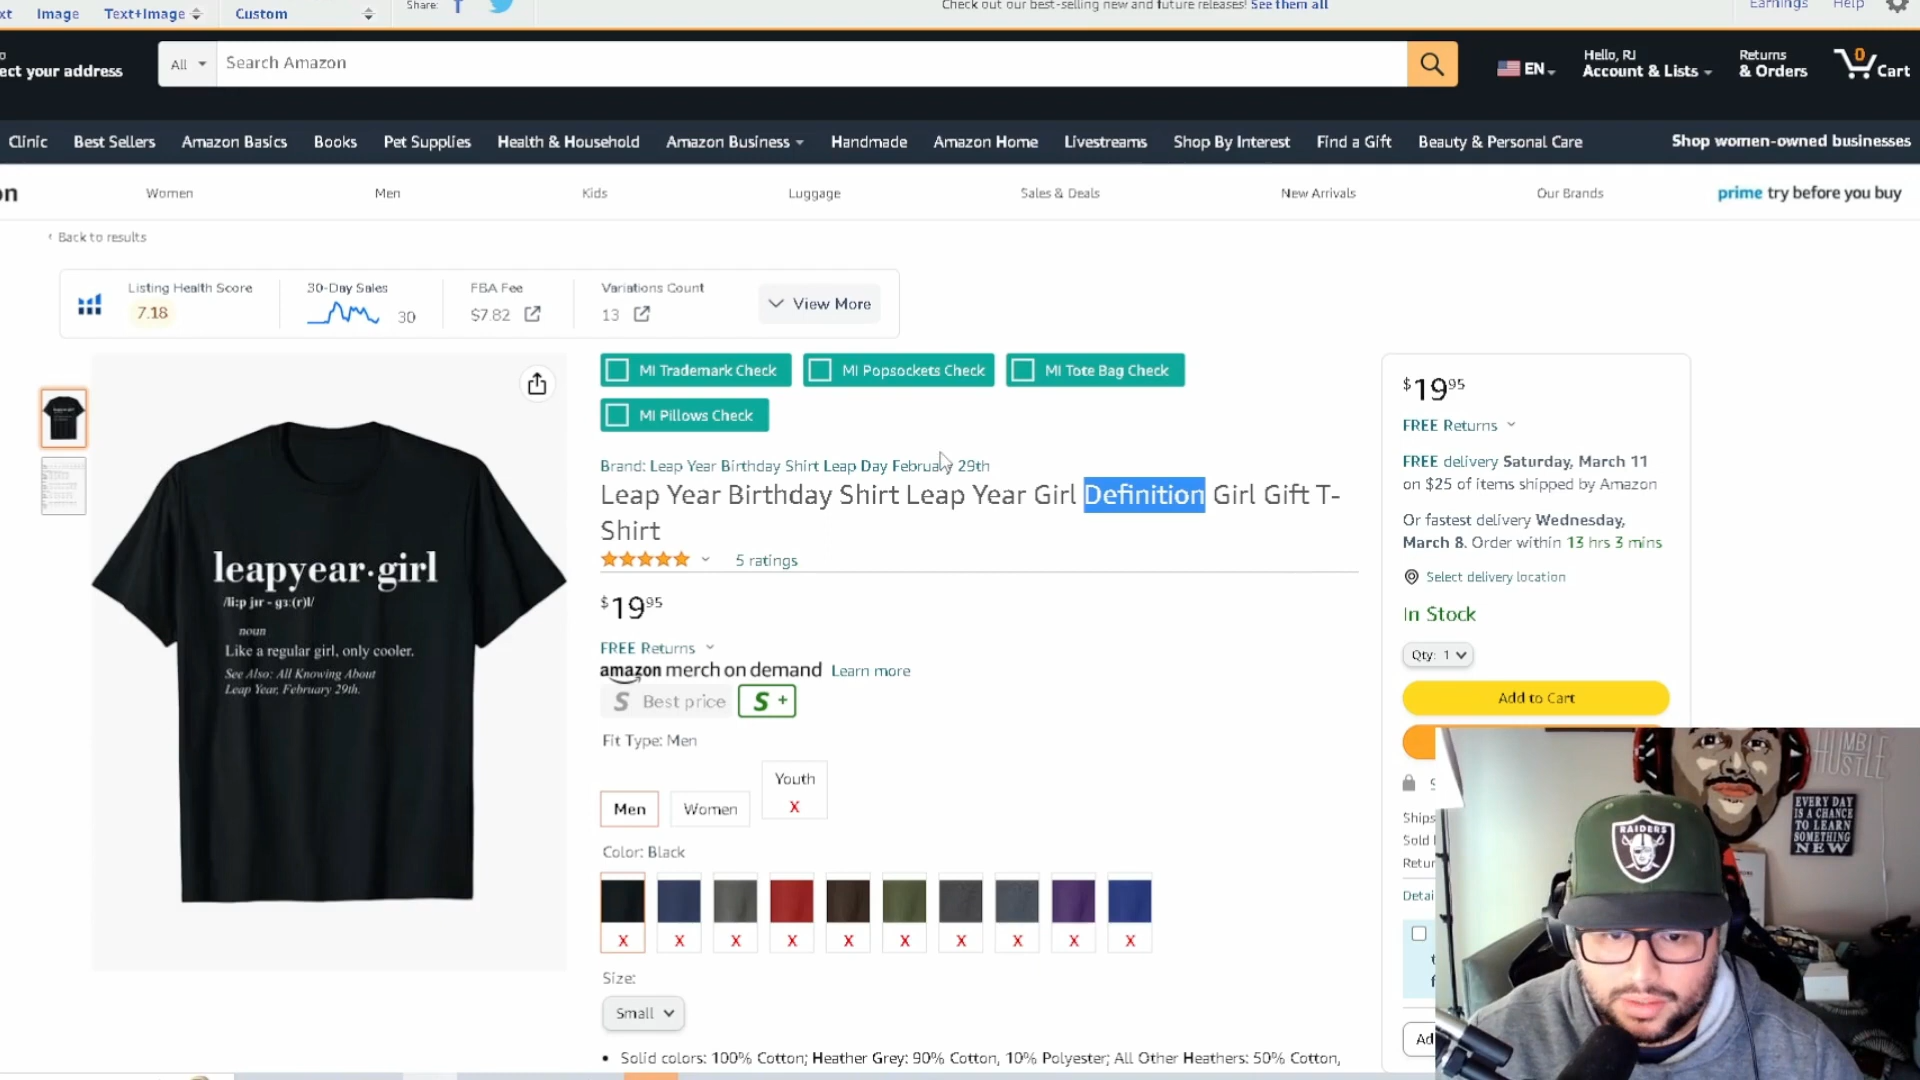 Image
Text+Image
Custom
Share:
Check out our best-selling new and future releases! See them all
Earnings
Help
ect your address
All
Search Amazon
EN
Hello, RJ
Account & Lists
Returns
& Orders
0
Cart
Clinic
Best Sellers
Amazon Basics
Books
Pet Supplies
Health & Household
Amazon Business
Handmade
Amazon Home
Livestreams
Shop By Interest
Find a Gift
Beauty & Personal Care
Shop women-owned businesses
on
Women
Men
Kids
Luggage
Sales & Deals
New Arrivals
Our Brands
prime try before you buy
‹ Back to results
Listing Health Score
7.18
30-Day Sales
30
FBA Fee
$7.82
Variations Count
13
View More
MI Trademark Check
MI Popsockets Check
MI Tote Bag Check
MI Pillows Check
Brand: Leap Year Birthday Shirt Leap Day February 29th
Leap Year Birthday Shirt Leap Year Girl Definition Girl Gift T-
Shirt
5 ratings
$1995
FREE Returns
amazon merch on demand Learn more
S Best price
S +
Fit Type: Men
Men
Women
Youth
X
Color: Black
X X X X X X X X X X
Size:
Small
• Solid colors: 100% Cotton; Heather Grey: 90% Cotton, 10% Polyester; All Other Heathers: 50% Cotton,
leapyear·girl
/li:p jɪr - gɜ:(r)l/
noun
Like a regular girl, only cooler.
See Also: All Knowing About
Leap Year, February 29th.
$1995
FREE Returns
FREE delivery Saturday, March 11
on $25 of items shipped by Amazon
Or fastest delivery Wednesday,
March 8. Order within 13 hrs 3 mins
Select delivery location
In Stock
Qty: 1
Add to Cart
Ships
Sold
Retur
Detai
Ad
HUMBLE
HUSTLE
EVERY DAY
IS A CHANCE
TO LEARN
SOMETHING
NEW
RAIDERS